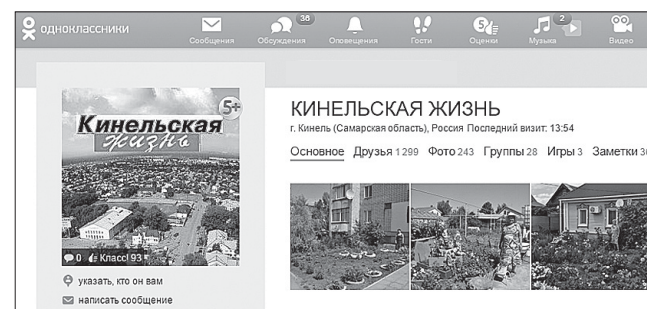 одноклассники
Сообщения
36
Обсуждения
Оповещения
Гости
5+
Оценки
2
Музыка
Видео
5+
Кинельская
жизнь
0 Класс! 93
указать, кто он вам
написать сообщение
КИНЕЛЬСКАЯ ЖИЗНЬ
г. Кинель (Самарская область), Россия Последний визит: 13:54
Основное Друзья 1 299 Фото 243 Группы 28 Игры 3 Заметки